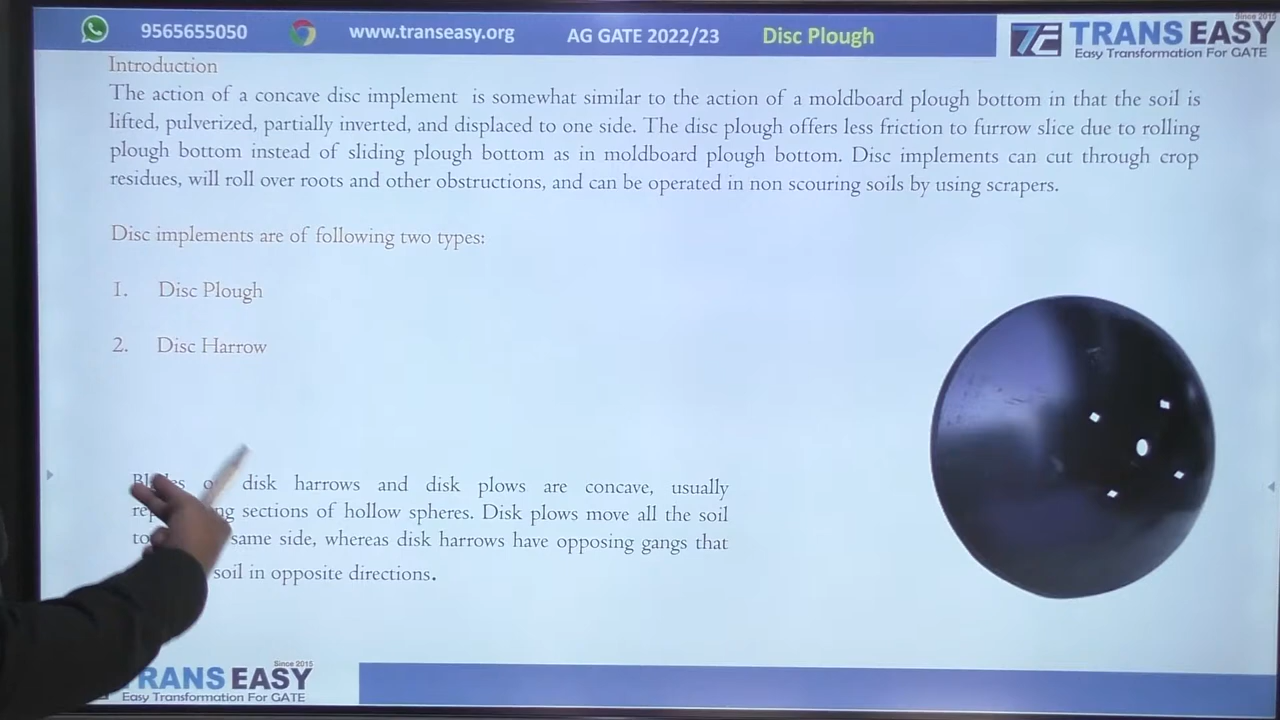 9565655050 www.transeasy.org AG GATE 2022/23 Disc Plough
Since 2015
TRANS EASY
Easy Transformation For GATE
Introduction
The action of a concave disc implement is somewhat similar to the action of a moldboard plough bottom in that the soil is
lifted, pulverized, partially inverted, and displaced to one side. The disc plough offers less friction to furrow slice due to rolling
plough bottom instead of sliding plough bottom as in moldboard plough bottom. Disc implements can cut through crop
residues, will roll over roots and other obstructions, and can be operated in non scouring soils by using scrapers.
Disc implements are of following two types:
1. Disc Plough
2. Disc Harrow
disk harrows and disk plows are concave, usually
sections of hollow spheres. Disk plows move all the soil
same side, whereas disk harrows have opposing gangs that
soil in opposite directions.
Since 2015
RANS EASY
Easy Transformation For GATE